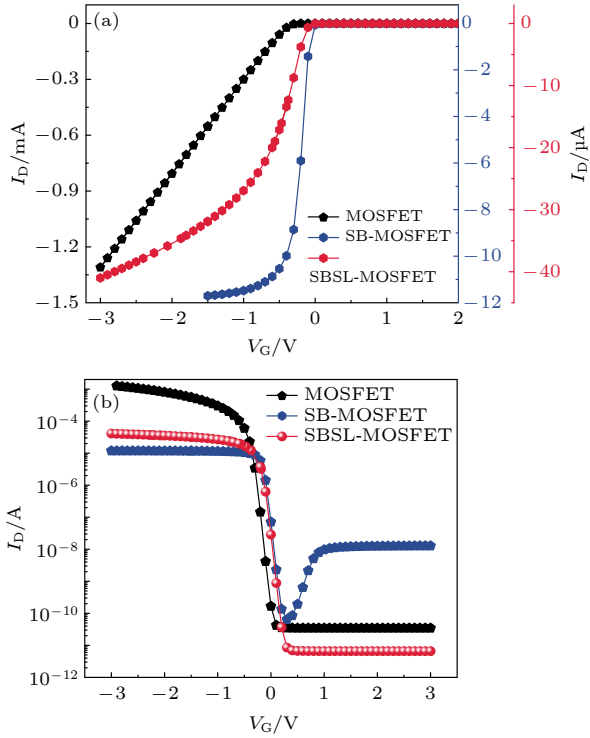 (a)
0
−0.3
−0.6
−0.9
−1.2
−1.5
I_D/mA
0
−2
−4
−6
−8
−10
−12
0
−10
−20
−30
−40
I_D/μA
MOSFET
SB-MOSFET
SBSL-MOSFET
−3 −2 −1 0 1 2
V_G/V
(b)
MOSFET
SB-MOSFET
SBSL-MOSFET
10^−4
10^−6
10^−8
10^−10
10^−12
I_D/A
−3 −2 −1 0 1 2 3
V_G/V